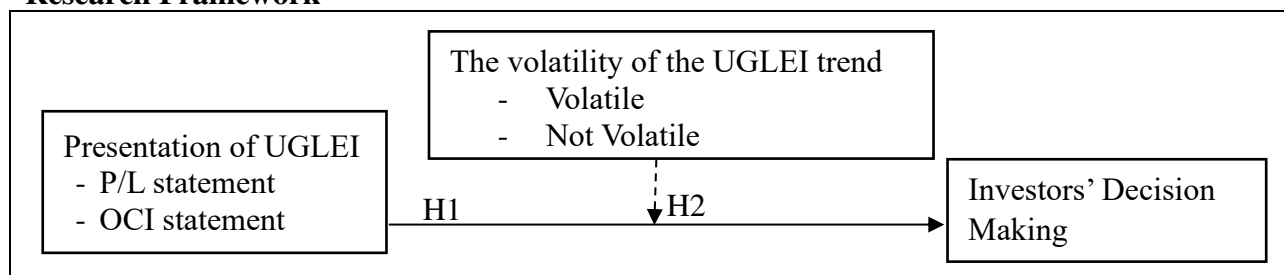 Research Framework
The volatility of the UGLEI trend
- Volatile
- Not Volatile
Presentation of UGLEI
- P/L statement
- OCI statement
H1
H2
Investors’ Decision
Making